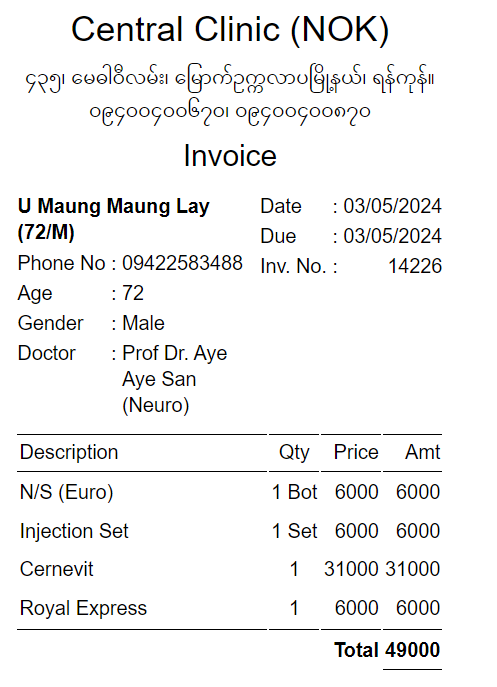 Central Clinic (NOK)
၄၃၅၊ မေဓါဝီလမ်း၊ မြောက်ဥက္ကလာပမြို့နယ်၊ ရန်ကုန်။
၀၉၄၀၀၄၀၀၆၇၀၊ ၀၉၄၀၀၄၀၀၈၇၀
Invoice
U Maung Maung Lay
(72/M)
Phone No : 09422583488
Age : 72
Gender : Male
Doctor : Prof Dr. Aye
Aye San
(Neuro)
Date : 03/05/2024
Due : 03/05/2024
Inv. No. : 14226
Description Qty Price Amt
N/S (Euro) 1 Bot 6000 6000
Injection Set 1 Set 6000 6000
Cernevit 1 31000 31000
Royal Express 1 6000 6000
Total 49000